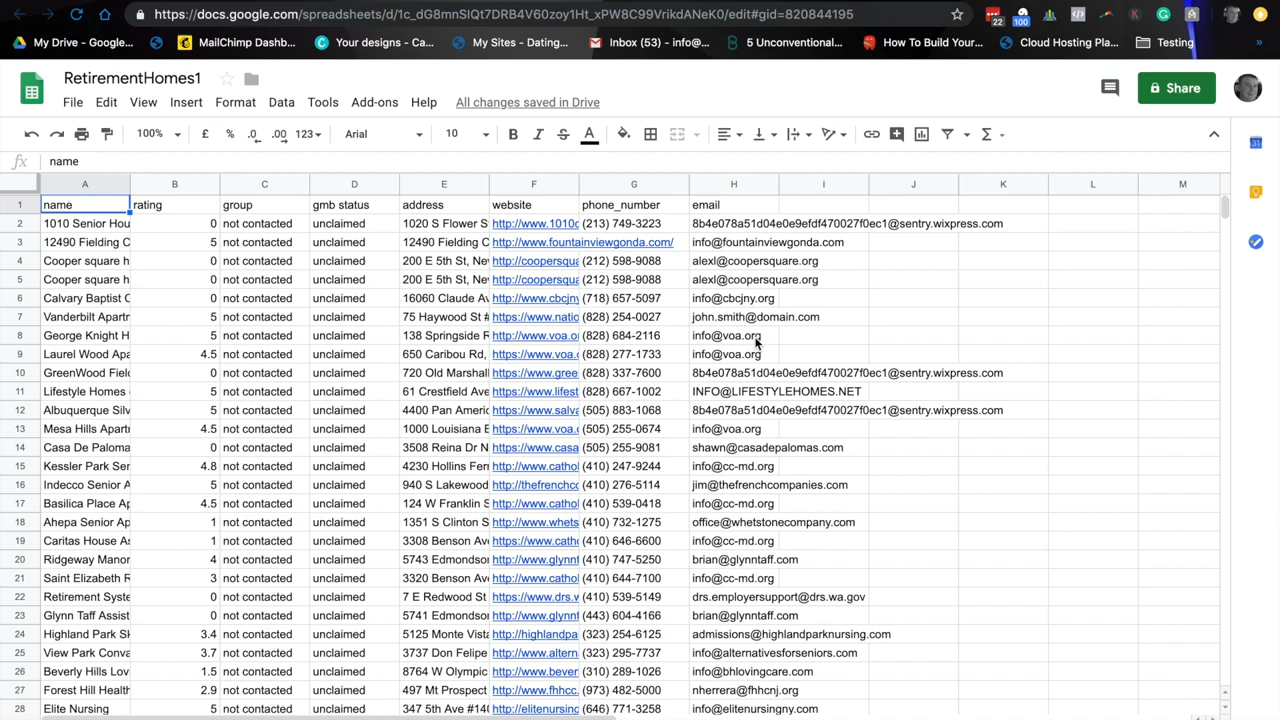 https://docs.google.com/spreadsheets/d/1c_dG8mnSIQt7DRB4V60zoy1Ht_xPW8C99VrikdANeK0/edit#gid=820844195 22 100
My Drive - Google... MailChimp Dashb... Your designs - Ca... My Sites - Dating... Inbox (53) - info@... 5 Unconventional... How To Build Your... Cloud Hosting Pla... Testing »
RetirementHomes1
File Edit View Insert Format Data Tools Add-ons Help All changes saved in Drive Share
100% £ % .0 .00 123 Arial 10 B I S A
fx name
A B C D E F G H I J K L M
1 name rating group gmb status address website phone_number email
2 1010 Senior Hou 0 not contacted unclaimed 1020 S Flower S http://www.1010c (213) 749-3223 8b4e078a51d04e0e9efdf470027f0ec1@sentry.wixpress.com
3 12490 Fielding C 5 not contacted unclaimed 12490 Fielding C http://www.fountainviewgonda.com/ info@fountainviewgonda.com
4 Cooper square h 0 not contacted unclaimed 200 E 5th St, Nev http://coopersqua (212) 598-9088 alexl@coopersquare.org
5 Cooper square h 0 not contacted unclaimed 200 E 5th St, Nev http://coopersqua (212) 598-9088 alexl@coopersquare.org
6 Calvary Baptist C 0 not contacted unclaimed 16060 Claude Av http://www.cbcjny (718) 657-5097 info@cbcjny.org
7 Vanderbilt Apartr 5 not contacted unclaimed 75 Haywood St # https://www.natic (828) 254-0027 john.smith@domain.com
8 George Knight H 5 not contacted unclaimed 138 Springside R https://www.voa.o (828) 684-2116 info@voa.org
9 Laurel Wood Apa 4.5 not contacted unclaimed 650 Caribou Rd, https://www.voa.c (828) 277-1733 info@voa.org
10 GreenWood Fiel 0 not contacted unclaimed 720 Old Marshall https://www.gree (828) 337-7600 8b4e078a51d04e0e9efdf470027f0ec1@sentry.wixpress.com
11 Lifestyle Homes 5 not contacted unclaimed 61 Crestfield Ave https://www.lifest (828) 667-1002 INFO@LIFESTYLEHOMES.NET
12 Albuquerque Silv 5 not contacted unclaimed 4400 Pan Americ https://www.salva (505) 883-1068 8b4e078a51d04e0e9efdf470027f0ec1@sentry.wixpress.com
13 Mesa Hills Apartr 4.5 not contacted unclaimed 1000 Louisiana E https://www.voa. (505) 255-0674 info@voa.org
14 Casa De Paloma 0 not contacted unclaimed 3508 Reina Dr N https://www.casa (505) 255-9081 shawn@casadepalomas.com
15 Kessler Park Ser 4.8 not contacted unclaimed 4230 Hollins Ferr http://www.cathol (410) 247-9244 info@cc-md.org
16 Indecco Senior A 5 not contacted unclaimed 940 S Lakewood http://thefrenchcc (410) 276-5114 jim@thefrenchcompanies.com
17 Basilica Place Ap 4.5 not contacted unclaimed 124 W Franklin S http://www.cathol (410) 539-0418 info@cc-md.org
18 Ahepa Senior Ap 1 not contacted unclaimed 1351 S Clinton S http://www.whets (410) 732-1275 office@whetstonecompany.com
19 Caritas House As 1 not contacted unclaimed 3308 Benson Ave http://www.cathol (410) 646-6600 info@cc-md.org
20 Ridgeway Manor 4 not contacted unclaimed 5743 Edmondsor http://www.glynnt (410) 747-5250 brian@glynntaff.com
21 Saint Elizabeth R 3 not contacted unclaimed 3320 Benson Ave http://www.cathol (410) 644-7100 info@cc-md.org
22 Retirement Syste 0 not contacted unclaimed 7 E Redwood St https://www.drs.v (410) 539-5149 drs.employersupport@drs.wa.gov
23 Glynn Taff Assist 0 not contacted unclaimed 5741 Edmondsor http://www.glynnt (443) 604-4166 brian@glynntaff.com
24 Highland Park Sk 3.4 not contacted unclaimed 5125 Monte Vista http://highlandpa (323) 254-6125 admissions@highlandparknursing.com
25 View Park Conva 3.7 not contacted unclaimed 3737 Don Felipe http://www.altern (323) 295-7737 info@alternativesforseniors.com
26 Beverly Hills Lov 1.5 not contacted unclaimed 8764 W Olympic http://www.bever (310) 289-1026 info@bhlovingcare.com
27 Forest Hill Health 2.9 not contacted unclaimed 497 Mt Prospect http://www.fhhcc. (973) 482-5000 nherrera@fhhcnj.org
28 Elite Nursing 5 not contacted unclaimed 347 5th Ave #140 http://elitenursing (646) 771-3258 info@elitenursingny.com